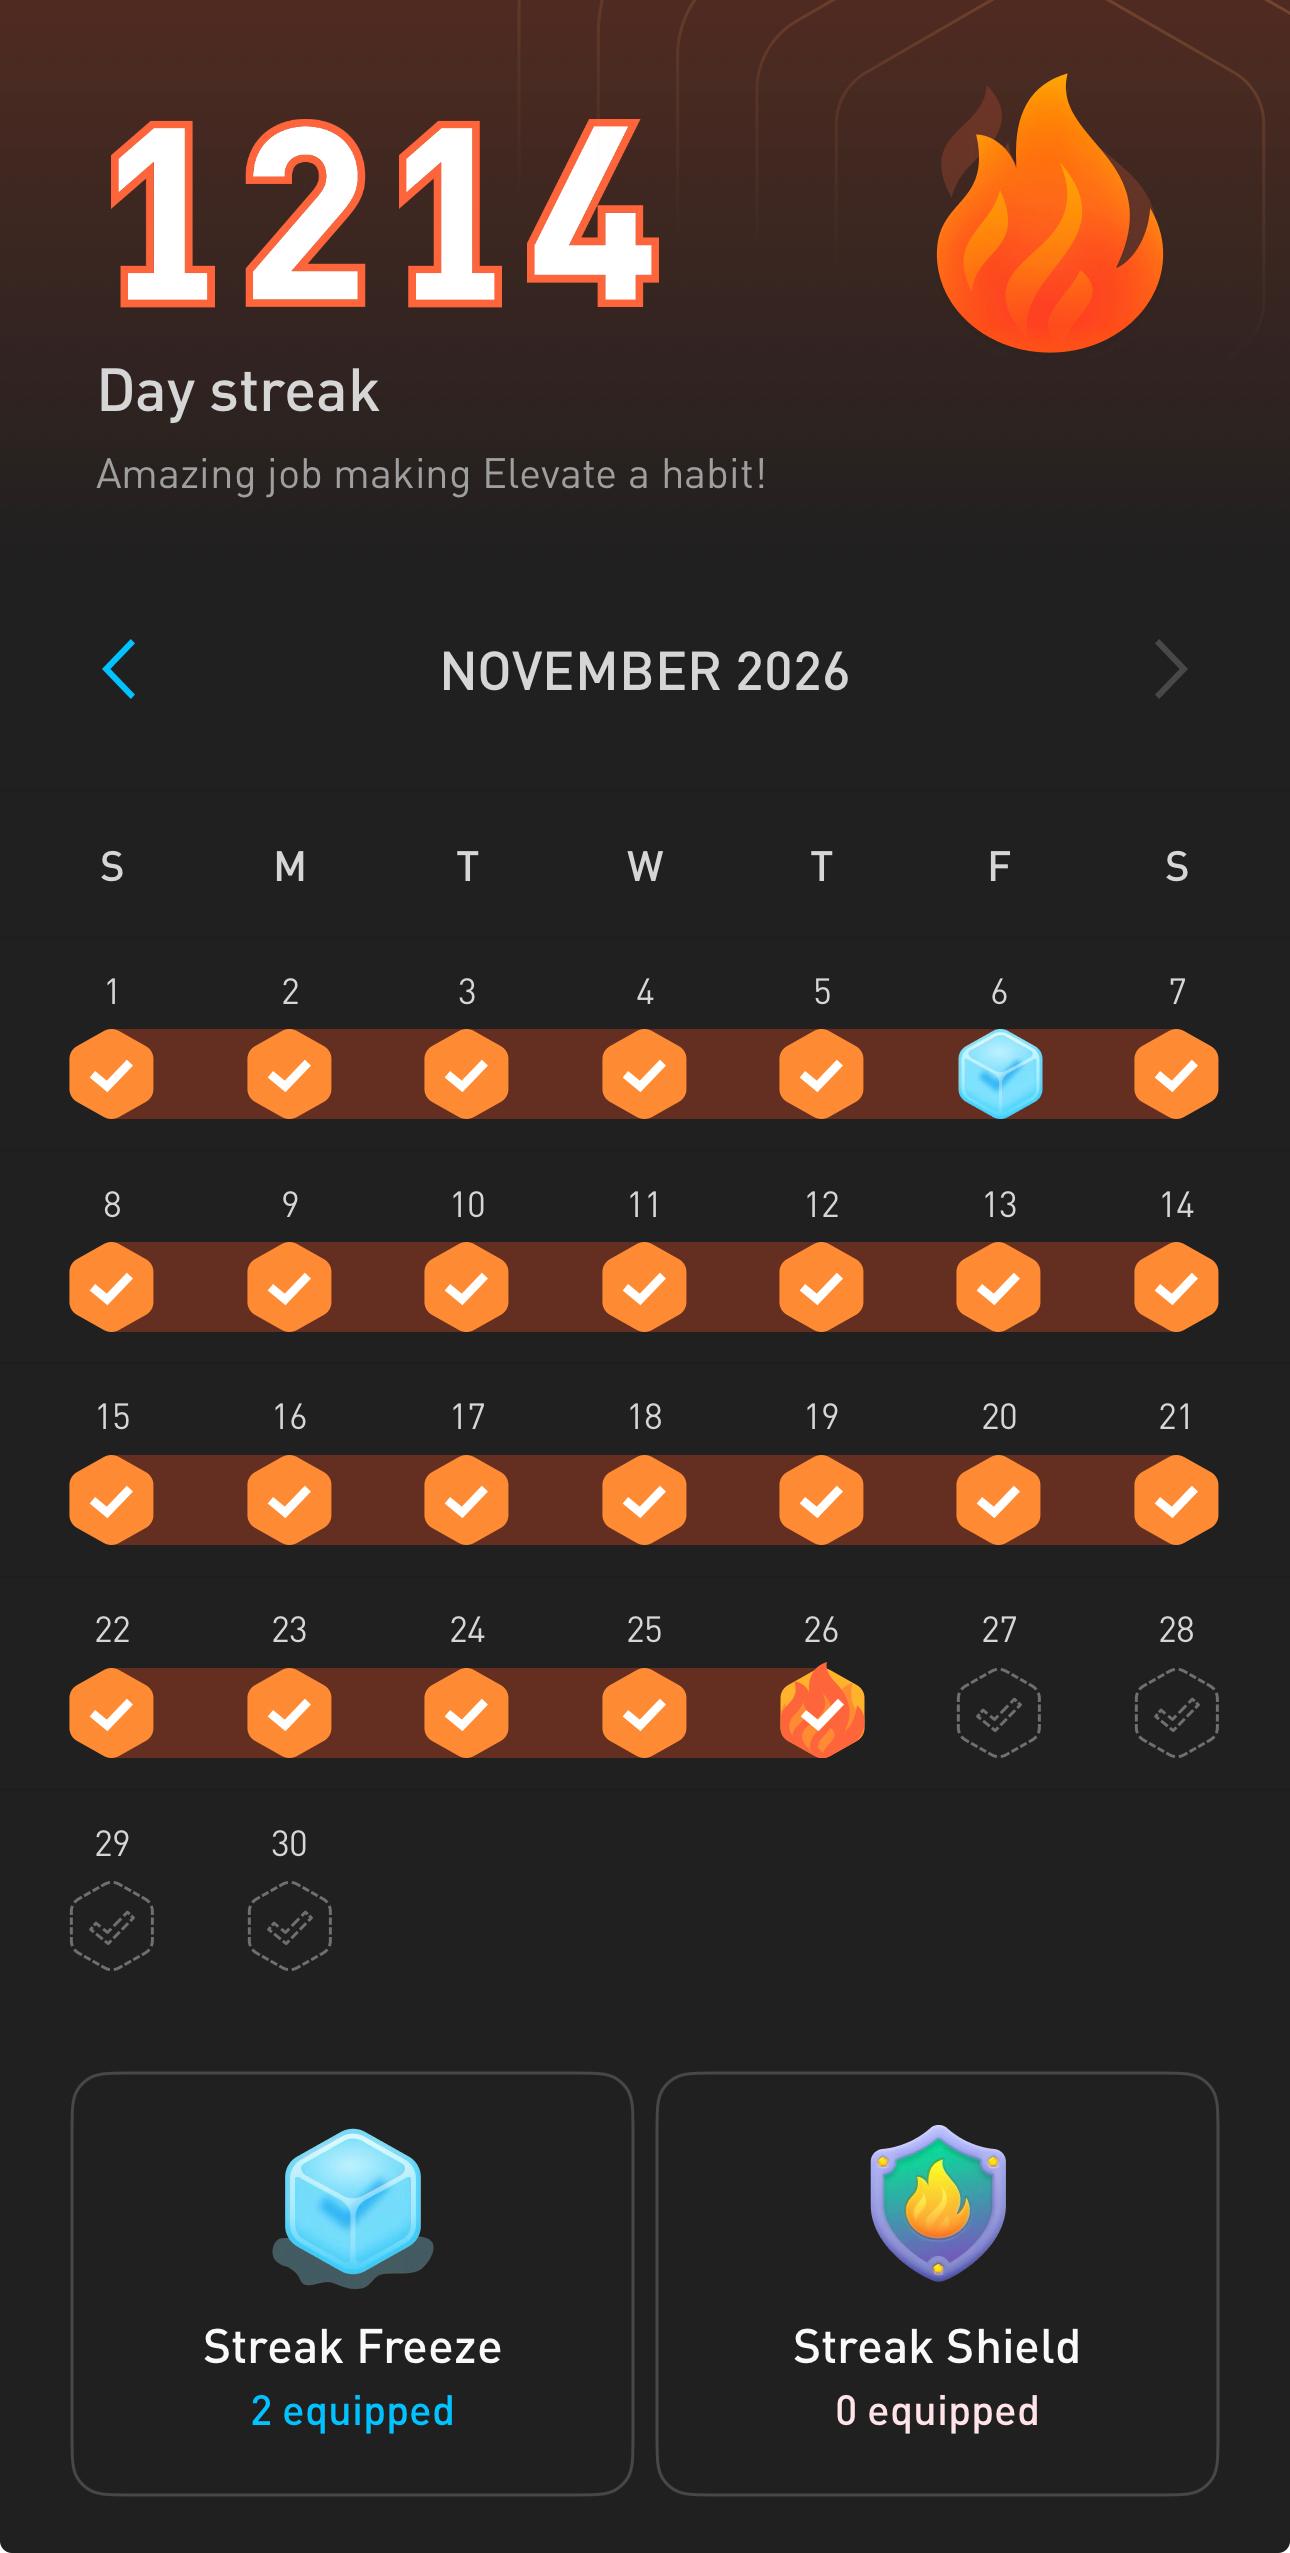 1214
Day streak
Amazing job making Elevate a habit!
NOVEMBER 2026
S M T W T F S
1 2 3 4 5 6 7
8 9 10 11 12 13 14
15 16 17 18 19 20 21
22 23 24 25 26 27 28
29 30
Streak Freeze
2 equipped
Streak Shield
0 equipped